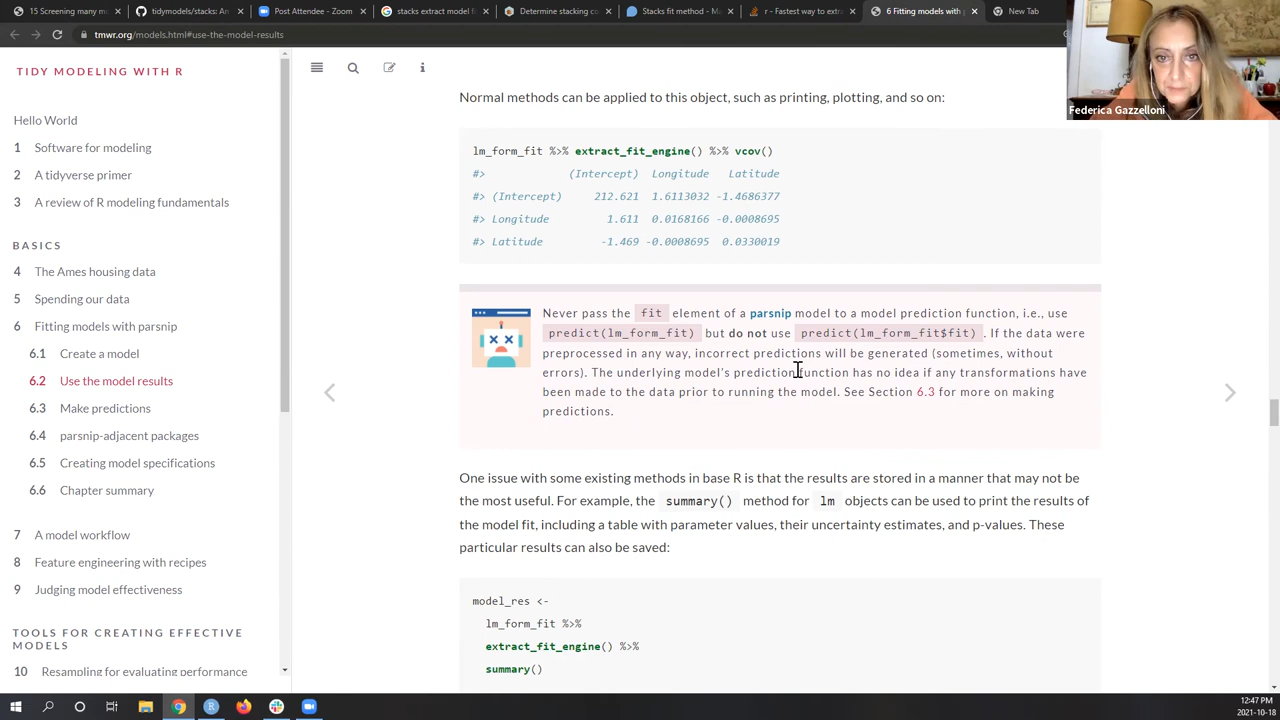 15 Screening many mo
tidymodels/stacks: An
Post Attendee - Zoom
stacks extract model fi
Determine stacking co
Stacks fit method - Ma
r - Fastest way to extr
6 Fitting models with p
New Tab
tmwr.org/models.html#use-the-model-results
Federica Gazzelloni
TIDY MODELING WITH R
Hello World
1 Software for modeling
2 A tidyverse primer
3 A review of R modeling fundamentals
BASICS
4 The Ames housing data
5 Spending our data
6 Fitting models with parsnip
6.1 Create a model
6.2 Use the model results
6.3 Make predictions
6.4 parsnip-adjacent packages
6.5 Creating model specifications
6.6 Chapter summary
7 A model workflow
8 Feature engineering with recipes
9 Judging model effectiveness
TOOLS FOR CREATING EFFECTIVE
MODELS
10 Resampling for evaluating performance
Normal methods can be applied to this object, such as printing, plotting, and so on:
lm_form_fit %>% extract_fit_engine() %>% vcov()
#> (Intercept) Longitude Latitude
#> (Intercept) 212.621 1.6113032 -1.4686377
#> Longitude 1.611 0.0168166 -0.0008695
#> Latitude -1.469 -0.0008695 0.0330019
Never pass the fit element of a parsnip model to a model prediction function, i.e., use
predict(lm_form_fit) but do not use predict(lm_form_fit$fit). If the data were
preprocessed in any way, incorrect predictions will be generated (sometimes, without
errors). The underlying model's prediction function has no idea if any transformations have
been made to the data prior to running the model. See Section 6.3 for more on making
predictions.
One issue with some existing methods in base R is that the results are stored in a manner that may not be
the most useful. For example, the summary() method for lm objects can be used to print the results of
the model fit, including a table with parameter values, their uncertainty estimates, and p-values. These
particular results can also be saved:
model_res <-
lm_form_fit %>%
extract_fit_engine() %>%
summary()
12:47 PM
2021-10-18